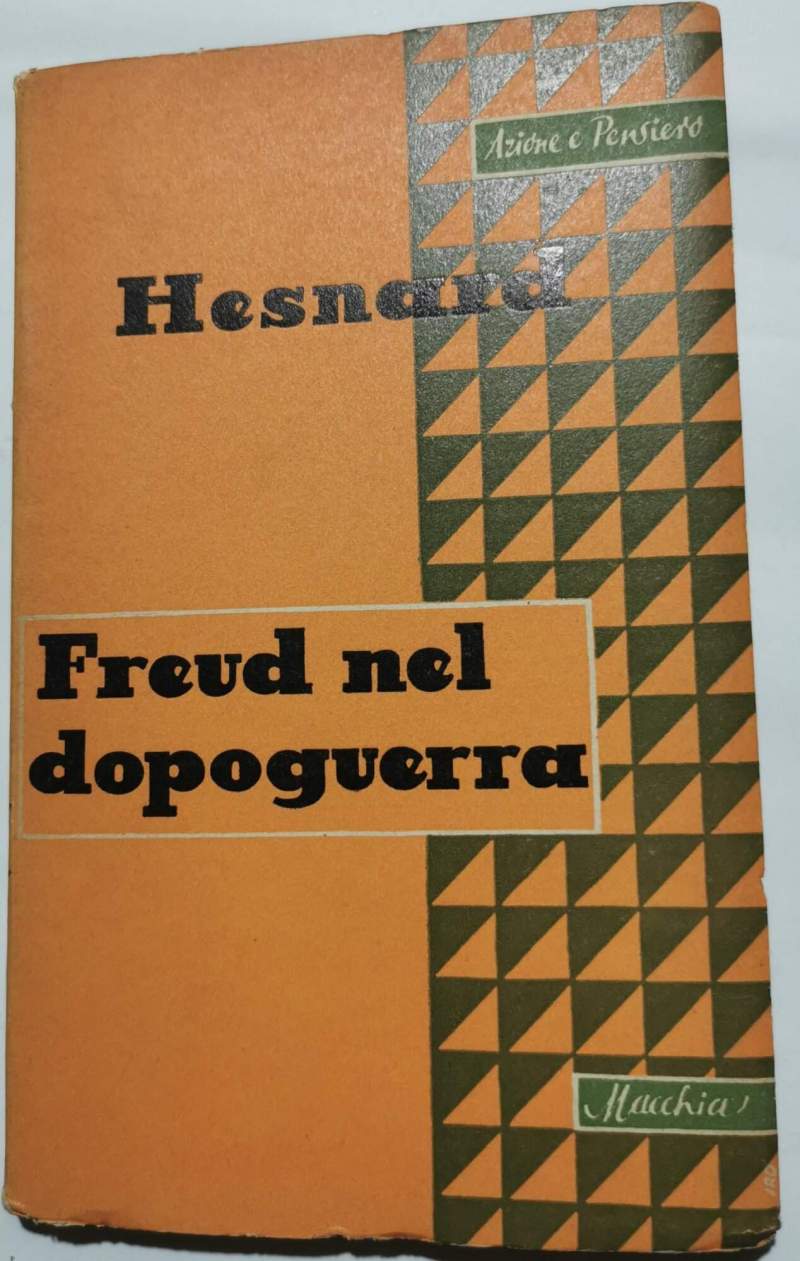 Azione e Pensiero
Hesnard
Freud nel
dopoguerra
Macchia